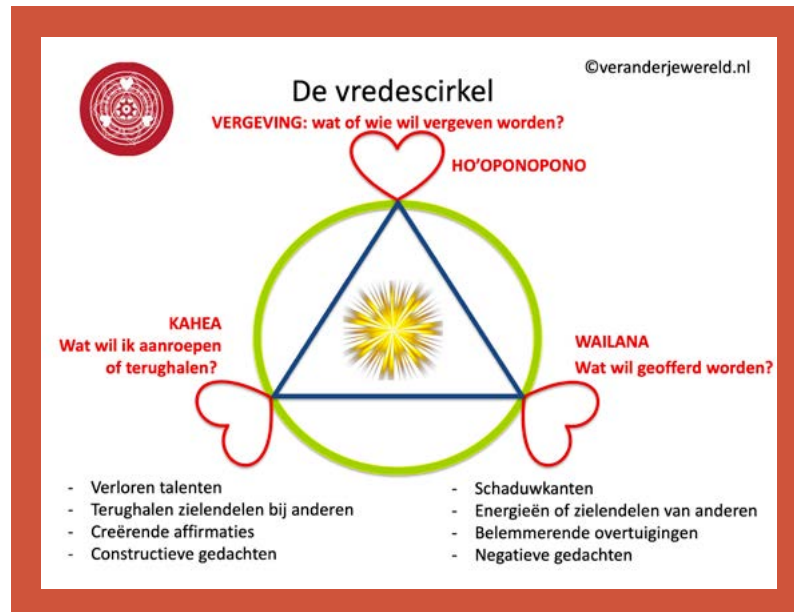 ©veranderjewereld.nl
De vredescirkel
VERGEVING: wat of wie wil vergeven worden?
HO'OPONOPONO
KAHEA
Wat wil ik aanroepen
of terughalen?
WAILANA
Wat wil geofferd worden?
- Verloren talenten
- Terughalen zielendelen bij anderen
- Creërende affirmaties
- Constructieve gedachten
- Schaduwkanten
- Energieën of zielendelen van anderen
- Belemmerende overtuigingen
- Negatieve gedachten